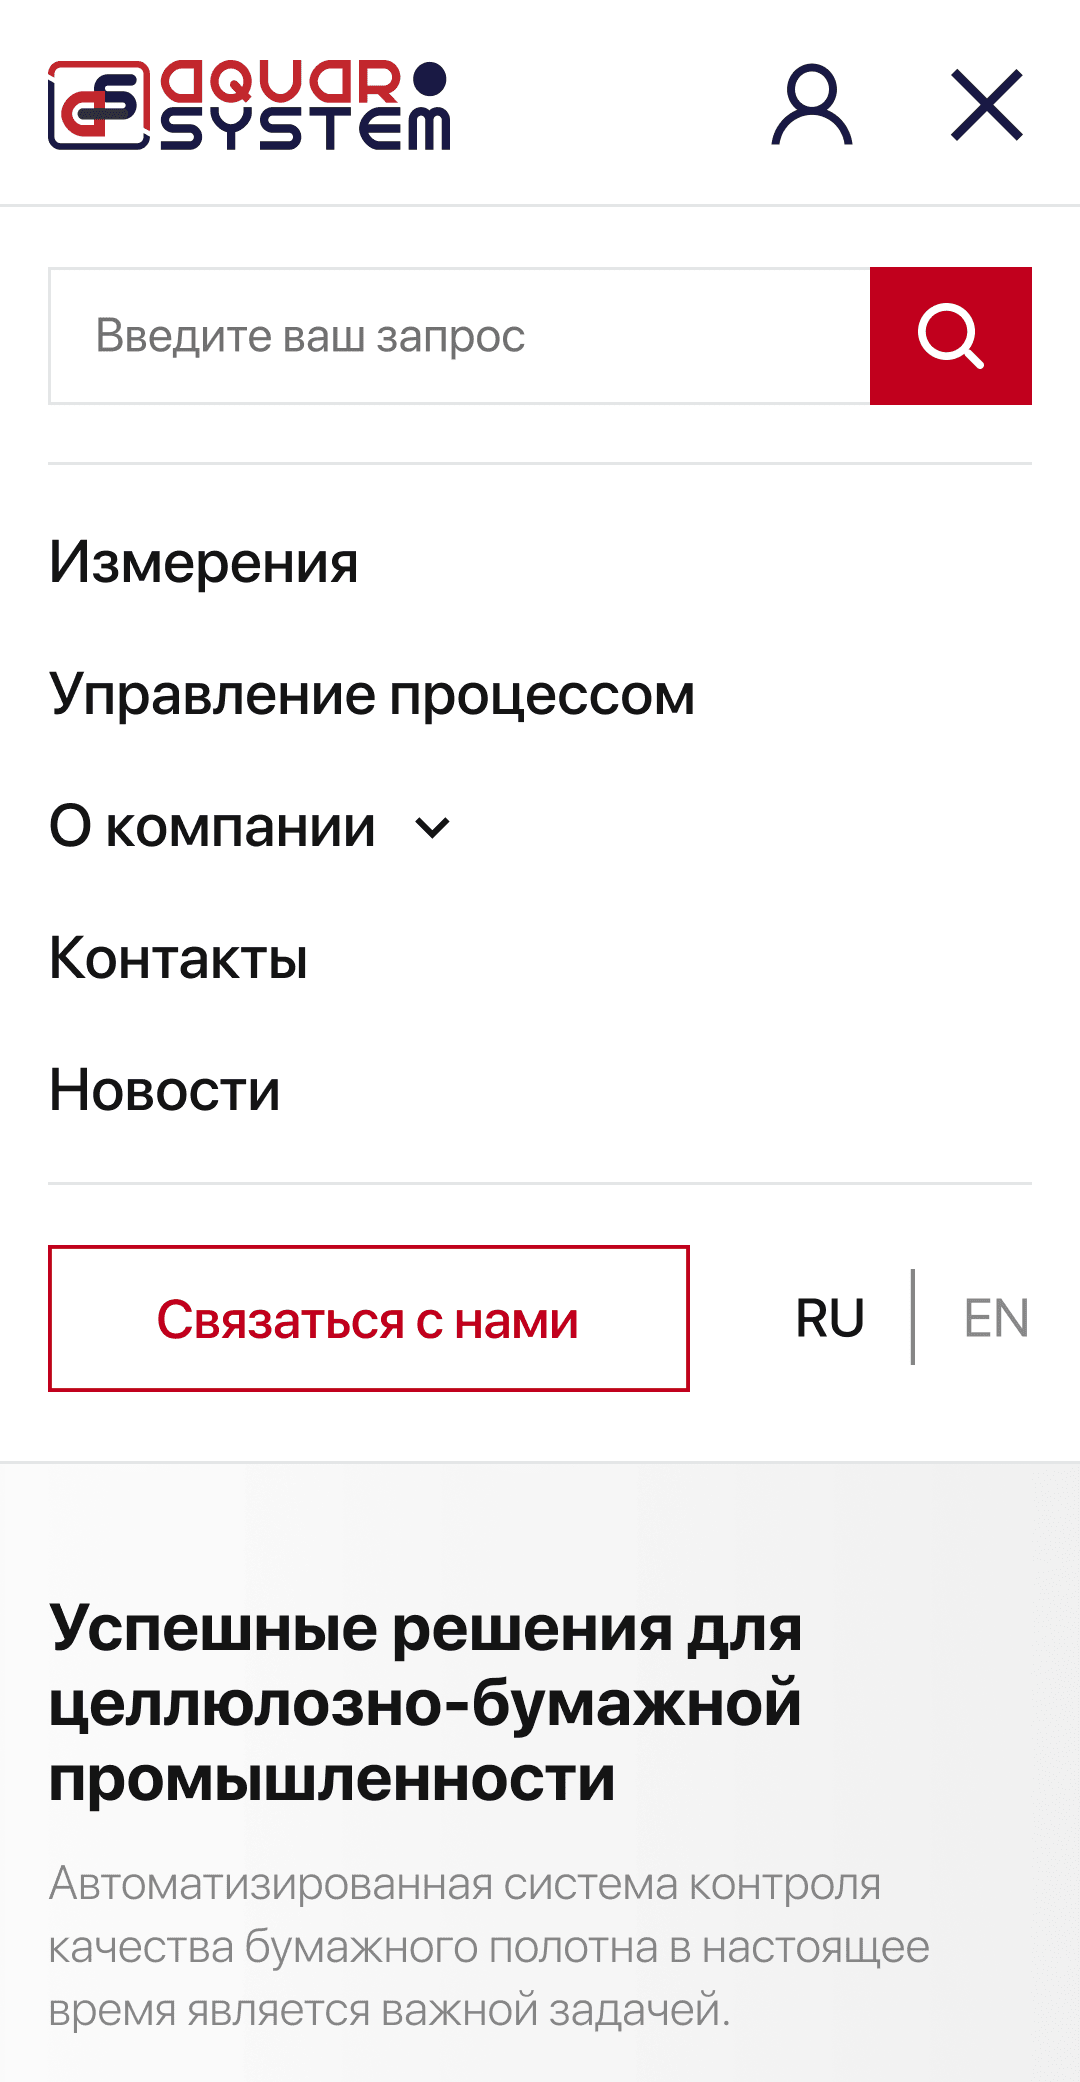 AQUAR
SYSTEM
Введите ваш запрос
Измерения
Управление процессом
О компании
Контакты
Новости
Связаться с нами
RU
EN
Успешные решения для
целлюлозно-бумажной
промышленности
Автоматизированная система контроля
качества бумажного полотна в настоящее
время является важной задачей.